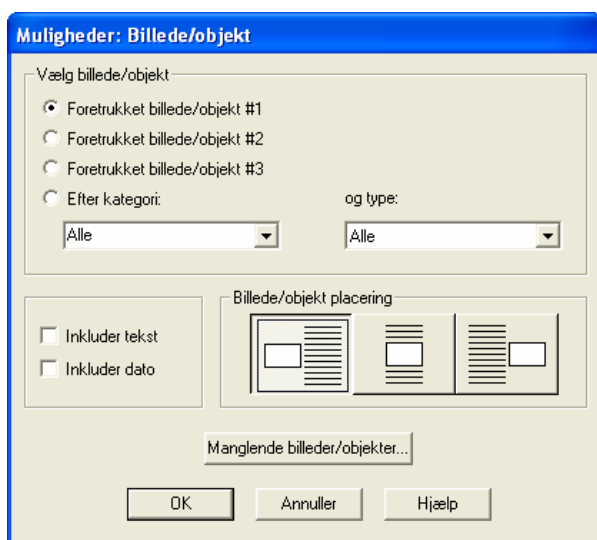 Muligheder: Billede/objekt
Vælg billede/objekt
Foretrukket billede/objekt #1
Foretrukket billede/objekt #2
Foretrukket billede/objekt #3
Efter kategori: og type:
Alle Alle
Billede/objekt placering
Inkluder tekst
Inkluder dato
Manglende billeder/objekter...
OK Annuller Hjælp